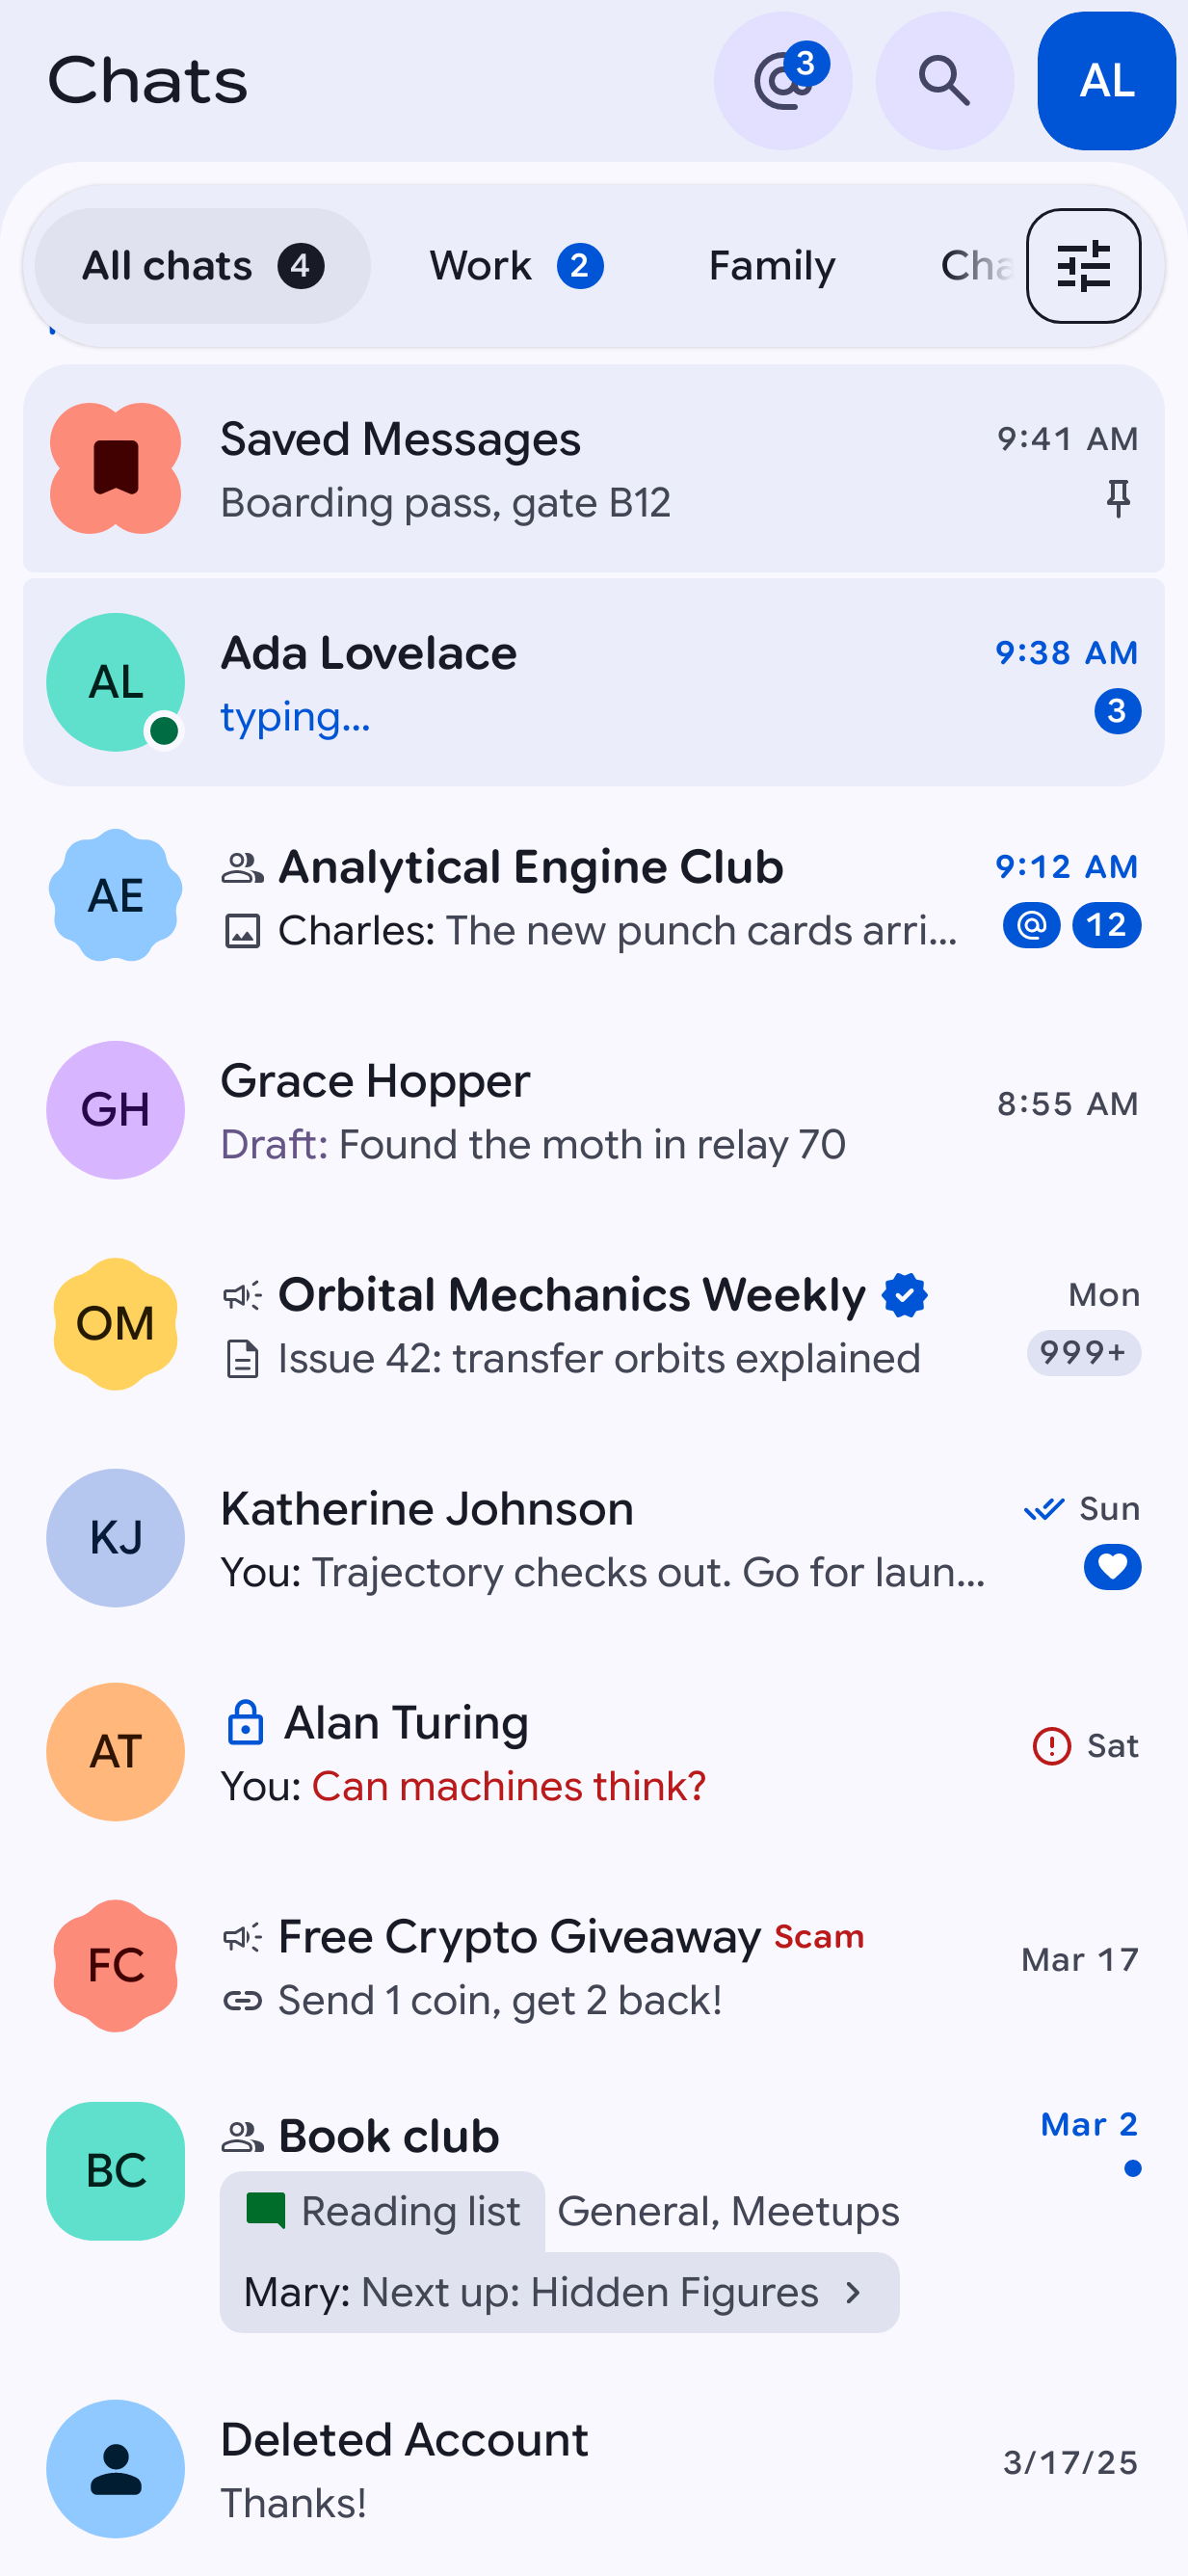 Chats
3
AL
All chats 4
Work 2
Family
Cha
Saved Messages
9:41 AM
Boarding pass, gate B12
AL
Ada Lovelace
9:38 AM
typing...
3
AE
Analytical Engine Club
9:12 AM
Charles: The new punch cards arri...
@ 12
GH
Grace Hopper
8:55 AM
Draft: Found the moth in relay 70
OM
Orbital Mechanics Weekly
Mon
Issue 42: transfer orbits explained
999+
KJ
Katherine Johnson
Sun
You: Trajectory checks out. Go for laun...
AT
Alan Turing
Sat
You: Can machines think?
FC
Free Crypto Giveaway Scam
Mar 17
Send 1 coin, get 2 back!
BC
Book club
Mar 2
Reading list General, Meetups
Mary: Next up: Hidden Figures
Deleted Account
3/17/25
Thanks!